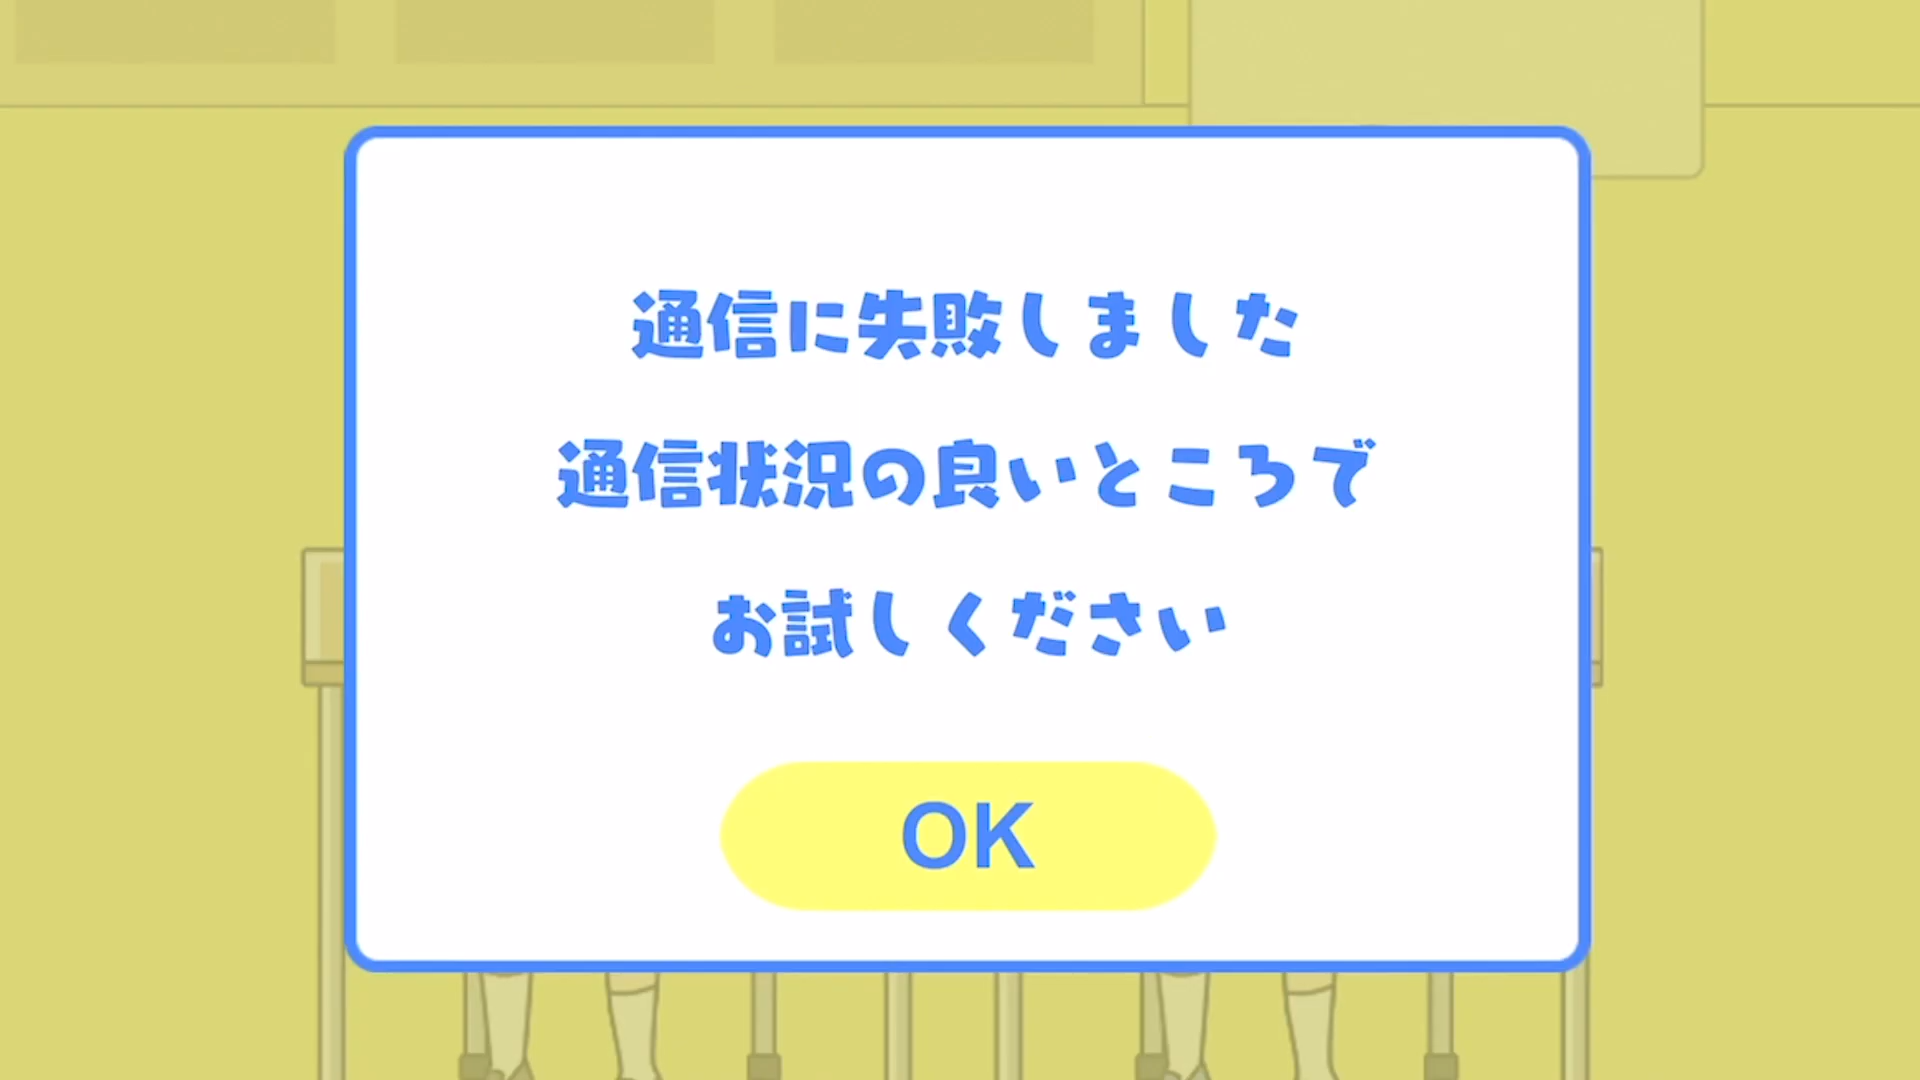 通信に失敗しました
通信状況の良いところで
お試しください
OK